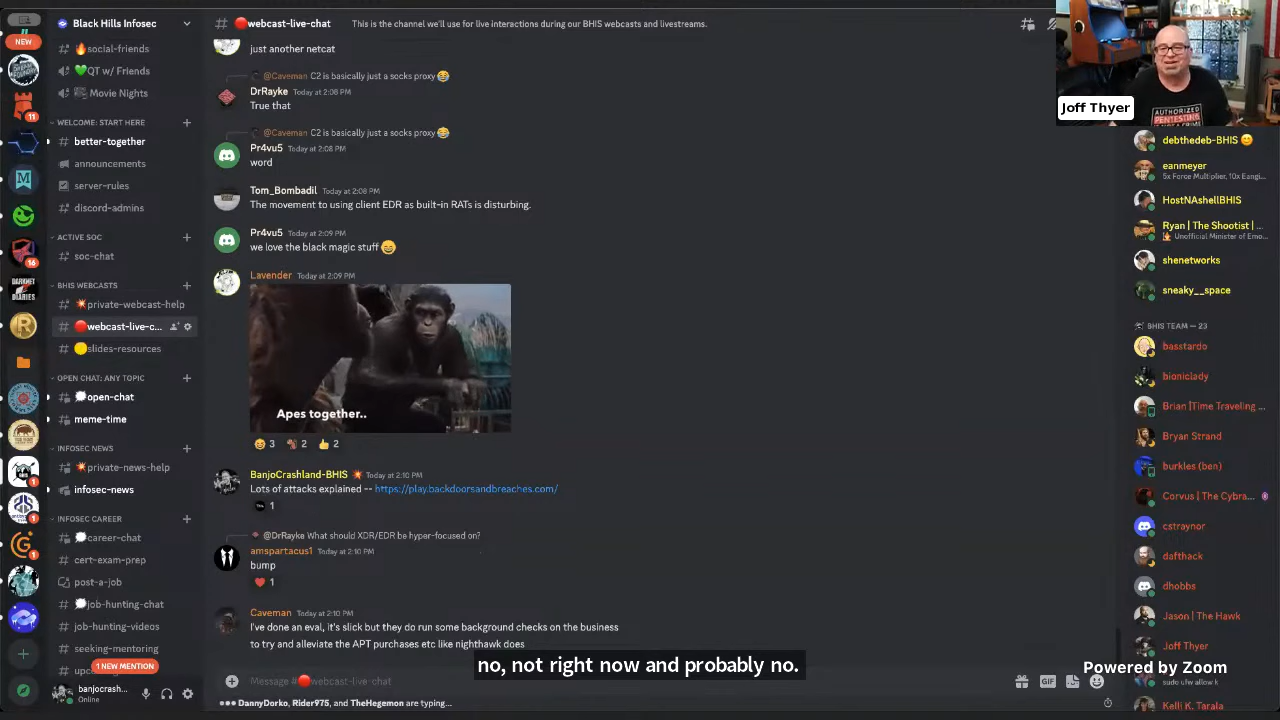 NEW
Black Hills Infosec
🔥social-friends
💚QT w/ Friends
Movie Nights
WELCOME: START HERE
better-together
announcements
server-rules
discord-admins
ACTIVE SOC
soc-chat
BHIS WEBCASTS
💥private-webcast-help
🔴webcast-live-c...
🟡slides-resources
OPEN CHAT: ANY TOPIC
open-chat
meme-time
INFOSEC NEWS
💥private-news-help
infosec-news
INFOSEC CAREER
career-chat
cert-exam-prep
post-a-job
job-hunting-chat
job-hunting-videos
seeking-mentoring
1 NEW MENTION
banjocrash...
Online
11
16
DARKNET
DIARIES
1
1
1
# 🔴webcast-live-chat This is the channel we'll use for live interactions during our BHIS webcasts and livestreams.
just another netcat
@Caveman C2 is basically just a socks proxy 😂
DrRayke Today at 2:08 PM
True that
@Caveman C2 is basically just a socks proxy 😂
Pr4vu5 Today at 2:08 PM
word
Tom_Bombadil Today at 2:08 PM
The movement to using client EDR as built-in RATs is disturbing.
Pr4vu5 Today at 2:09 PM
we love the black magic stuff 😄
Lavender Today at 2:09 PM
Apes together..
3 2 2
BanjoCrashland-BHIS 💥 Today at 2:10 PM
Lots of attacks explained -- https://play.backdoorsandbreaches.com/
1
@DrRayke What should XDR/EDR be hyper-focused on?
amspartacus1 Today at 2:10 PM
bump
1
Caveman Today at 2:10 PM
I've done an eval, it's slick but they do run some background checks on the business
to try and alleviate the APT purchases etc like nighthawk does
no, not right now and probably no.
Message #🔴webcast-live-chat
GIF
DannyDorko, Rider975, and TheHegemon are typing...
AUTHORIZED
PENTESTING
Joff Thyer
debthedeb-BHIS 😊
eanmeyer
5x Force Multiplier, 10x Eangi...
HostNAshellBHIS
Ryan | The Shootist | ...
Unofficial Minister of Emo...
shenetworks
sneaky__space
BHIS TEAM — 23
basstardo
bioniclady
Brian |Time Traveling ...
Bryan Strand
burkles (ben)
Corvus | The Cybra...
cstraynor
dafthack
dhobbs
Jason | The Hawk
Joff Thyer
Powered by Zoom
sudo ufw allow k
Kelli K. Tarala